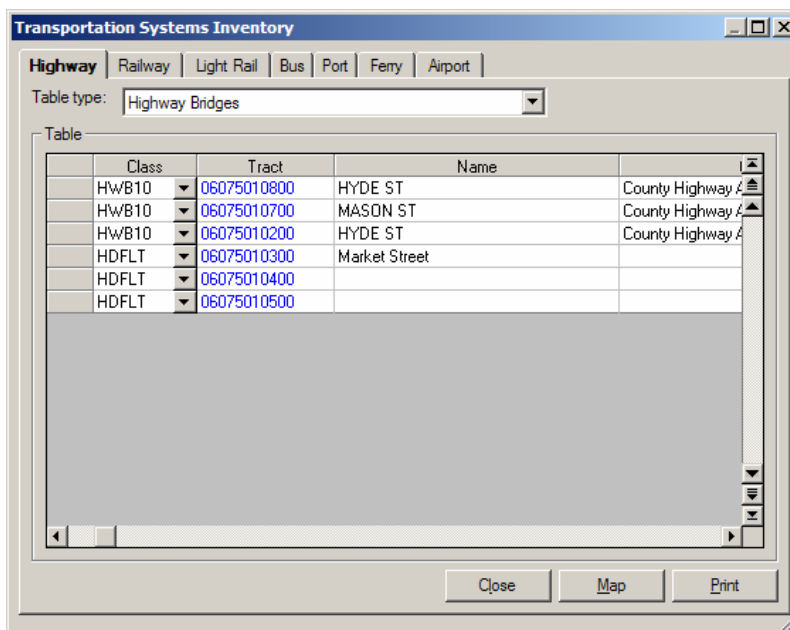 Transportation Systems Inventory
Highway Railway Light Rail Bus Port Ferry Airport
Table type: Highway Bridges
Table
Class Tract Name
HWB10 06075010800 HYDE ST County Highway A
HWB10 06075010700 MASON ST County Highway A
HWB10 06075010200 HYDE ST County Highway A
HDFLT 06075010300 Market Street
HDFLT 06075010400
HDFLT 06075010500
Close Map Print